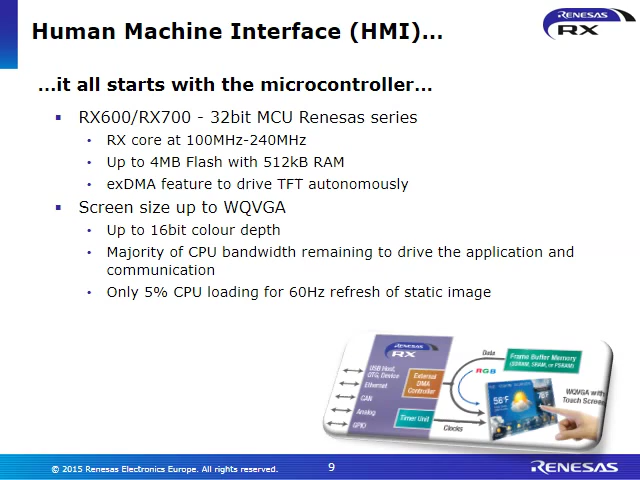 Human Machine Interface (HMI)...
RENESAS
RX
...it all starts with the microcontroller...
▪ RX600/RX700 - 32bit MCU Renesas series
• RX core at 100MHz-240MHz
• Up to 4MB Flash with 512kB RAM
• exDMA feature to drive TFT autonomously
▪ Screen size up to WQVGA
• Up to 16bit colour depth
• Majority of CPU bandwidth remaining to drive the application and
communication
• Only 5% CPU loading for 60Hz refresh of static image
RENESAS
RX
USB Host,
OTG, Device
Ethernet
CAN
Analog
GPIO
External
DMA
Controller
Timer Unit
Data
RGB
Clocks
Frame Buffer Memory
(SDRAM, SRAM, or PSRAM)
58°F
78°F
WQVGA with
Touch Screen
© 2015 Renesas Electronics Europe. All rights reserved.
9
RENESAS